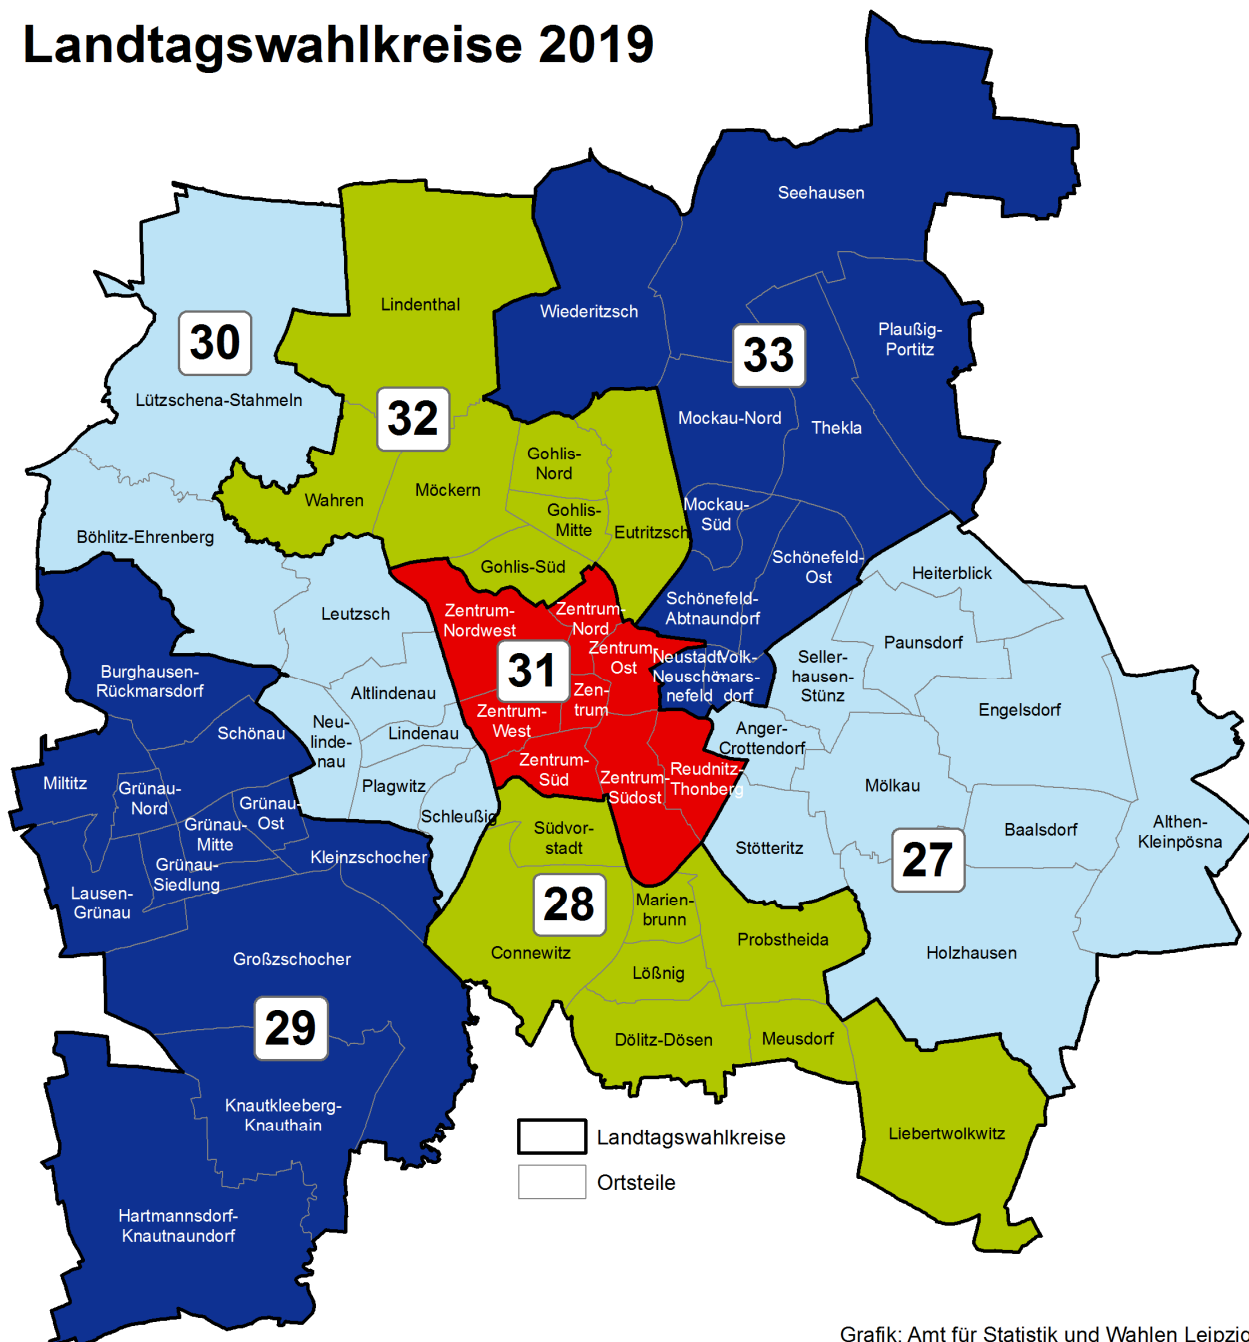 Landtagswahlkreise 2019
Seehausen
Lindenthal
Wiederitzsch
30
33
Plaußig-
Portitz
Lützschena-Stahmeln
32
Mockau-Nord
Thekla
Gohlis-
Nord
Wahren
Möckern
Mockau-
Süd
Gohlis-
Mitte
Eutritzsch
Böhlitz-Ehrenberg
Gohlis-Süd
Schönefeld-
Ost
Heiterblick
Leutzsch
Zentrum-
Nordwest
Zentrum-
Nord
Schönefeld-
Abtnaundorf
Paunsdorf
Zentrum-
Ost
Neustadt-
Neuschö-
nefeld
Volk-
mars-
dorf
Seller-
hausen-
Stünz
Burghausen-
Rückmarsdorf
31
Altlindenau
Zen-
trum
Engelsdorf
Neu-
linde-
nau
Lindenau
Zentrum-
West
Anger-
Crottendorf
Schönau
Miltitz
Grünau-
Nord
Plagwitz
Zentrum-
Süd
Zentrum-
Südost
Reudnitz-
Thonberg
Mölkau
Grünau-
Ost
Grünau-
Mitte
Schleußig
Südvor-
stadt
Baalsdorf
Althen-
Kleinpösna
Grünau-
Siedlung
Kleinzschocher
Stötteritz
27
Lausen-
Grünau
28
Marien-
brunn
Connewitz
Probstheida
Holzhausen
Großzschocher
Lößnig
29
Dölitz-Dösen
Meusdorf
Knautkleeberg-
Knauthain
Liebertwolkwitz
Landtagswahlkreise
Ortsteile
Hartmannsdorf-
Knautnaundorf
Grafik: Amt für Statistik und Wahlen Leipzig